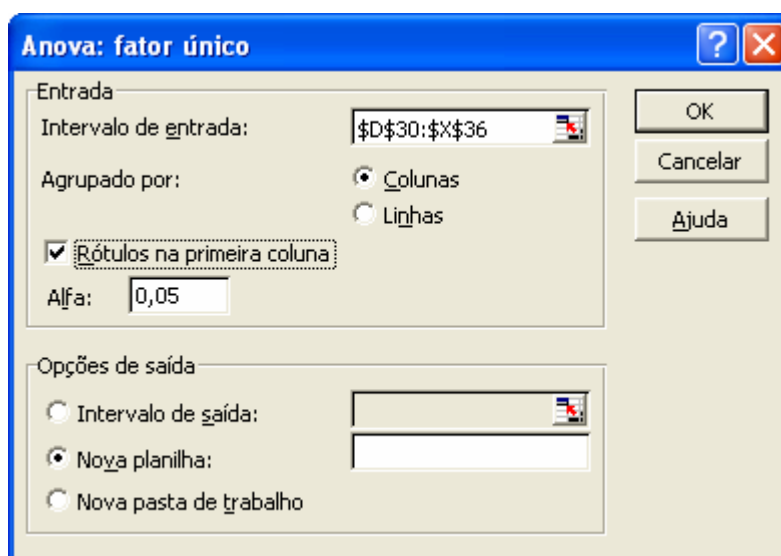 Anova: fator único
Entrada
Intervalo de entrada: $D$30:$X$36
Agrupado por: Colunas
Linhas
Rótulos na primeira coluna
Alfa: 0,05
OK
Cancelar
Ajuda
Opções de saída
Intervalo de saída:
Nova planilha:
Nova pasta de trabalho